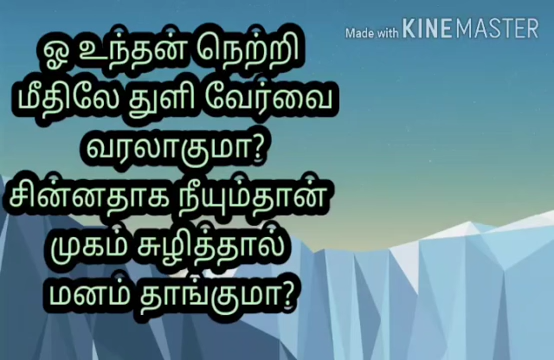 Made with KINEMASTER
ஓ உந்தன் நெற்றி
மீதிலே துளி வேர்வை
வரலாகுமா?
சின்னதாக நீயும்தான்
முகம் சுழித்தால்
மனம் தாங்குமா?